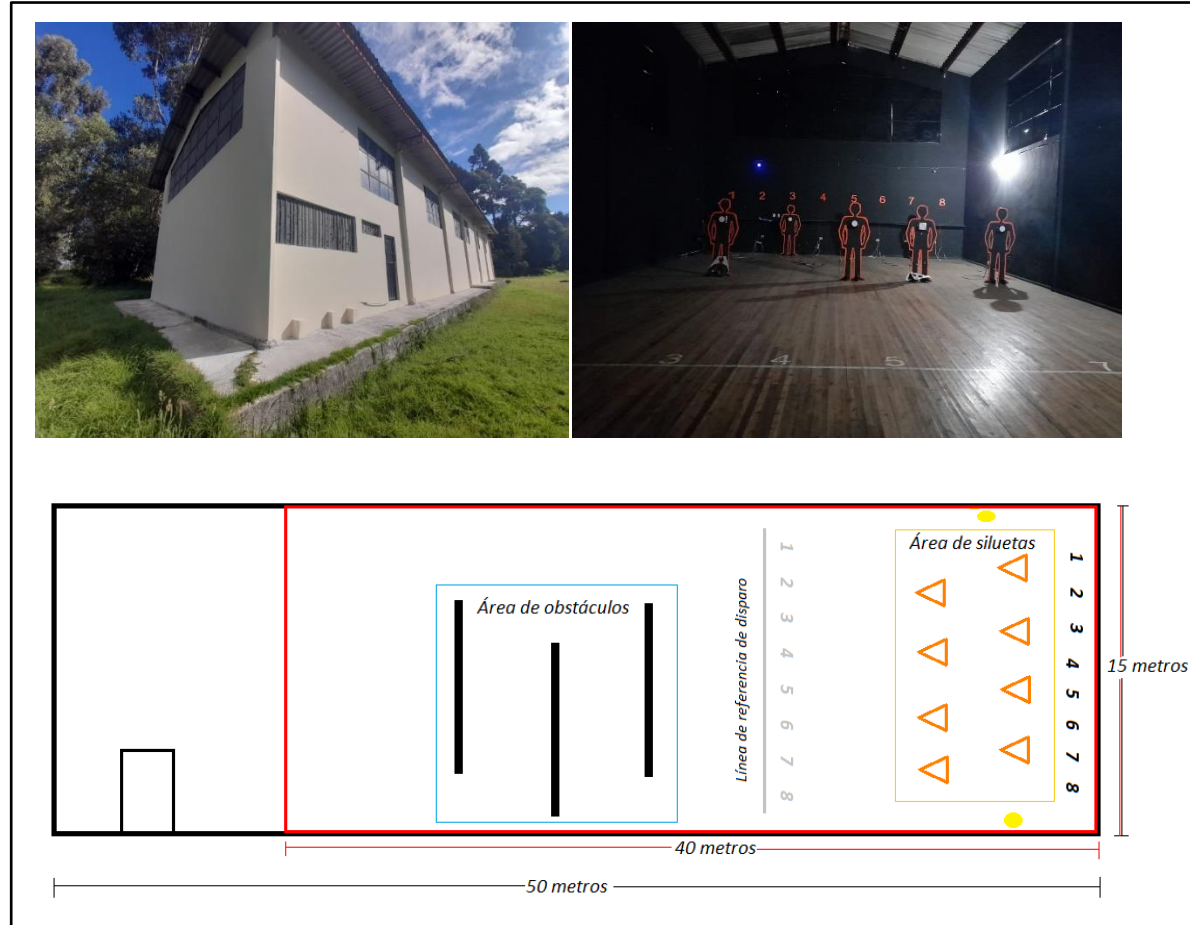 1 2 3 4 5 6 7 8
3 4 5 7
Área de obstáculos
Línea de referencia de disparo
1
2
3
4
5
6
7
8
Área de siluetas
1
2
3
4
5
6
7
8
15 metros
40 metros
50 metros